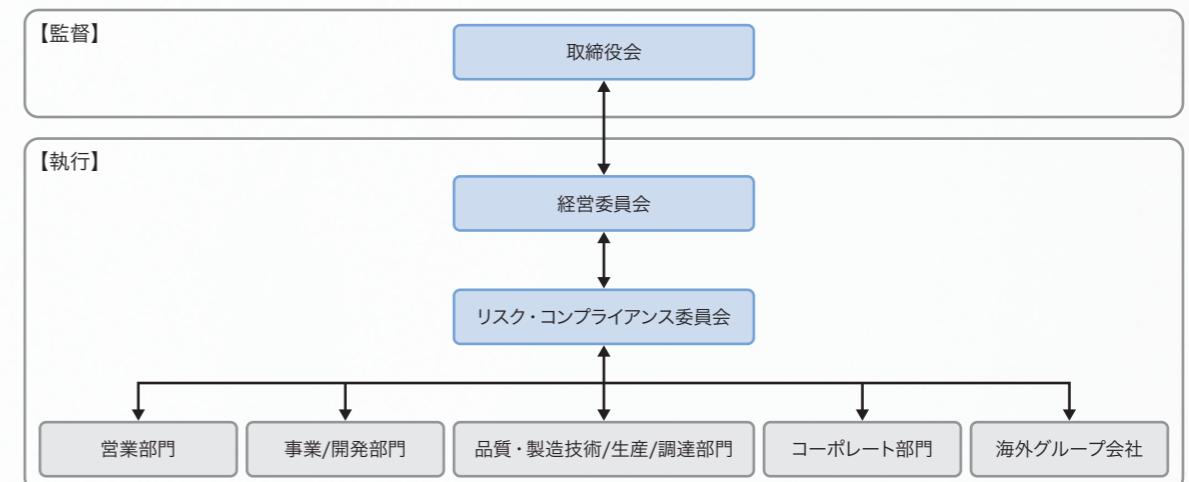 【監督】
取締役会
【執行】
経営委員会
リスク・コンプライアンス委員会
営業部門
事業/開発部門
品質・製造技術/生産/調達部門
コーポレート部門
海外グループ会社